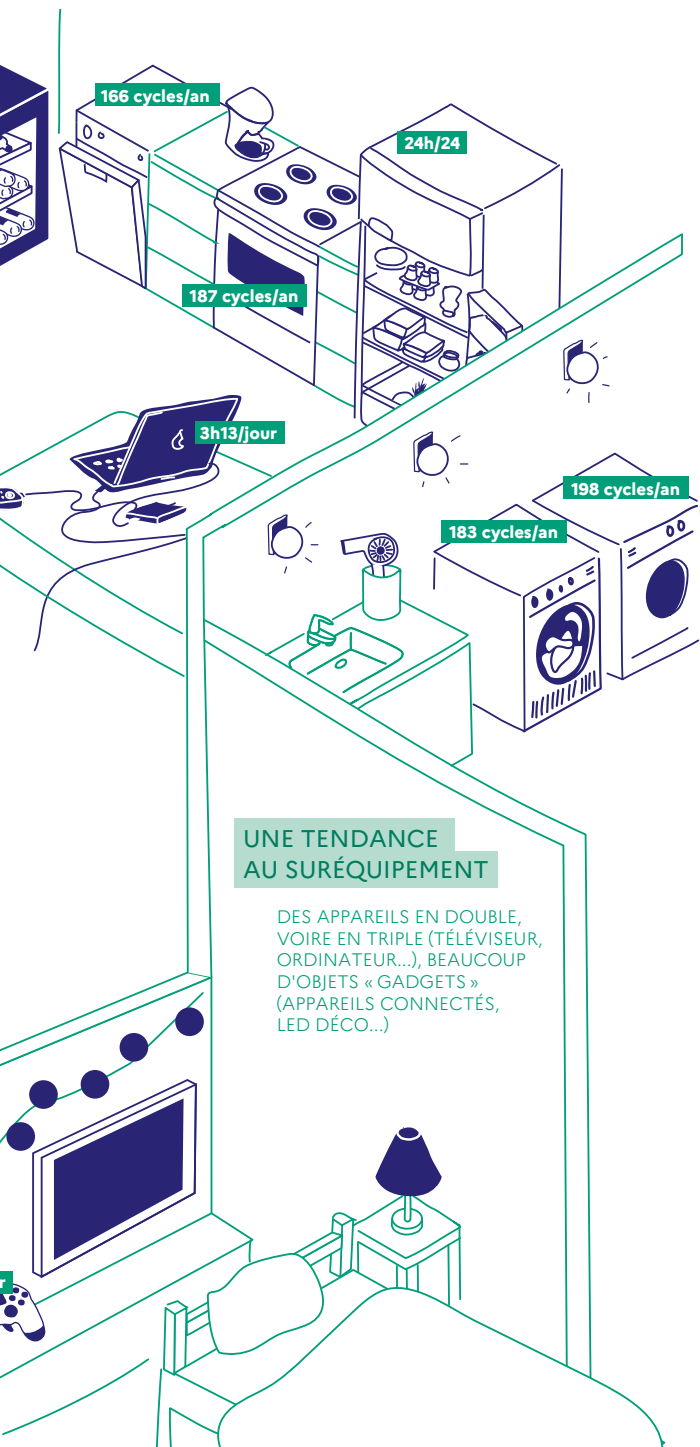 166 cycles/an
24h/24
187 cycles/an
3h13/jour
198 cycles/an
183 cycles/an
UNE TENDANCE
AU SURÉQUIPEMENT
DES APPAREILS EN DOUBLE,
VOIRE EN TRIPLE (TÉLÉVISEUR,
ORDINATEUR...), BEAUCOUP
D'OBJETS « GADGETS »
(APPAREILS CONNECTÉS,
LED DÉCO...)